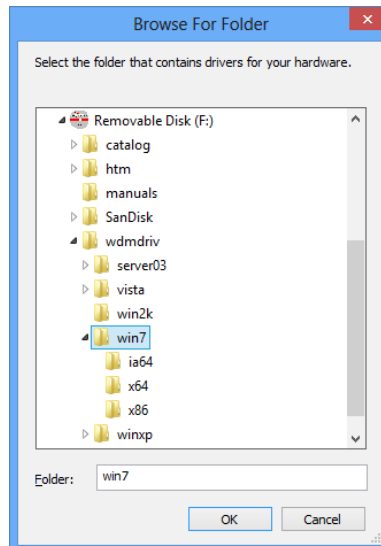 Browse For Folder
Select the folder that contains drivers for your hardware.
Removable Disk (F:)
catalog
htm
manuals
SanDisk
wdmdriv
server03
vista
win2k
win7
ia64
x64
x86
winxp
Folder: win7
OK Cancel